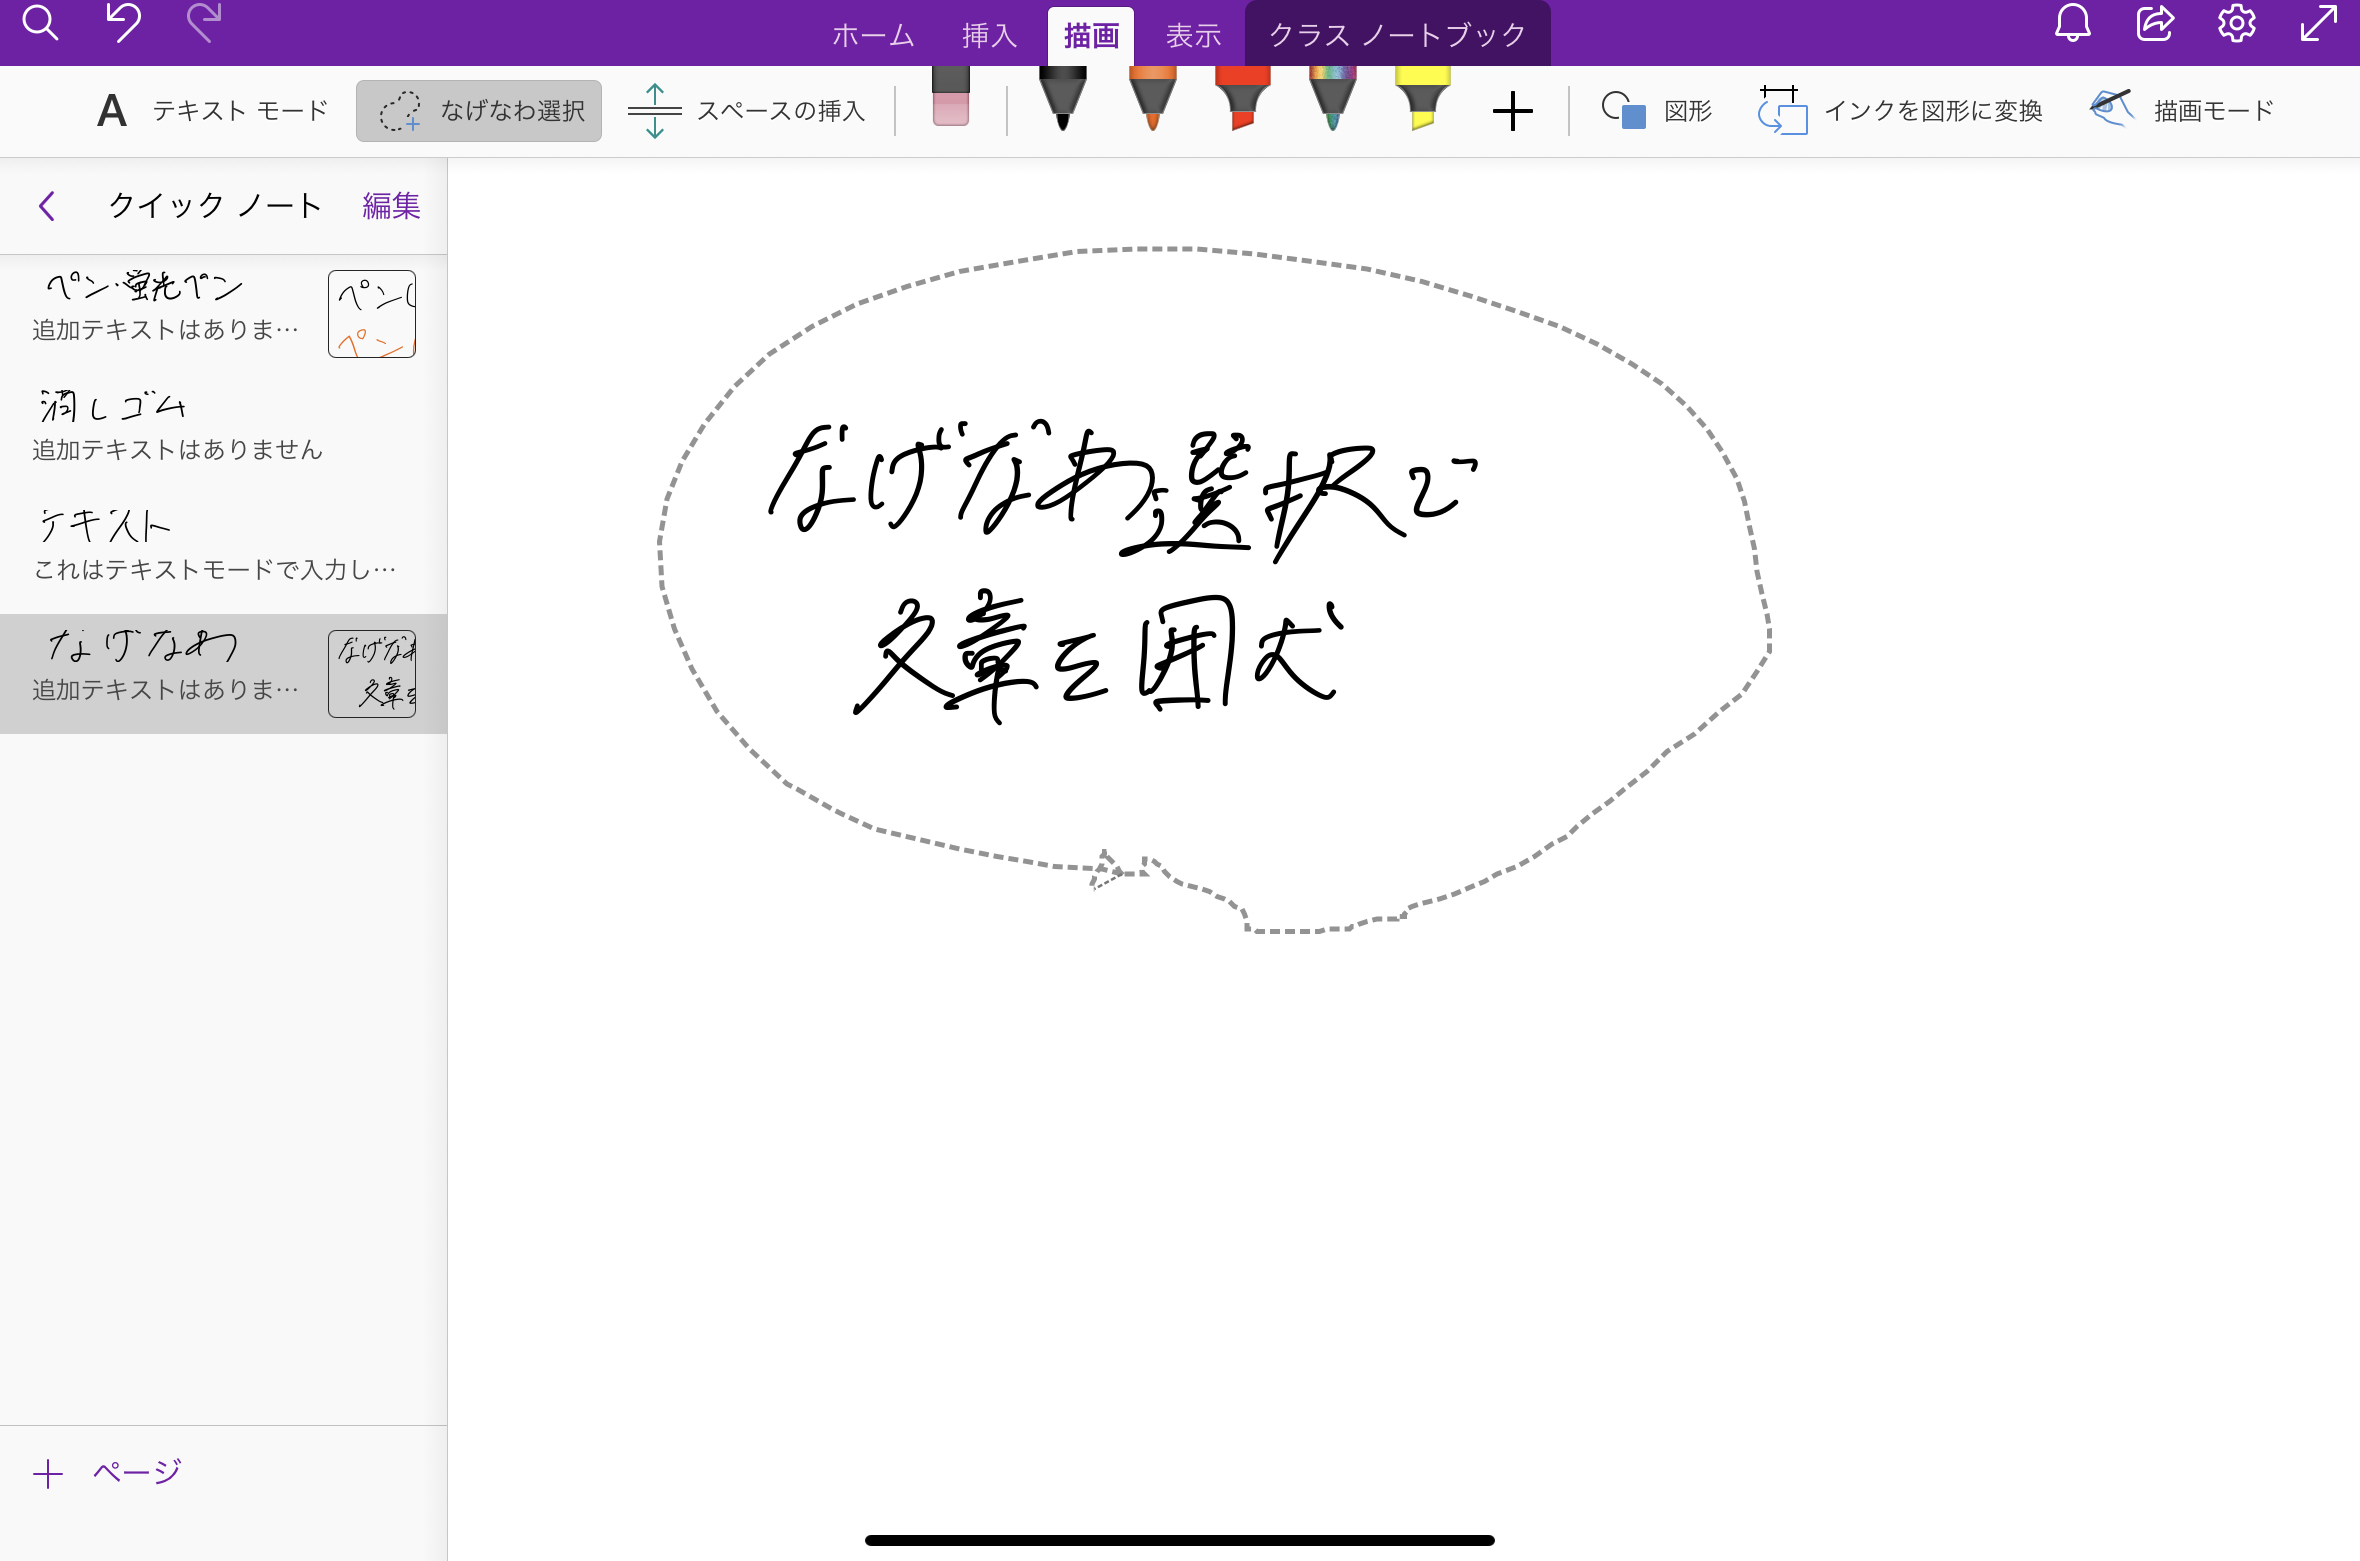 ホーム 挿入 描画 表示 クラス ノートブック
A テキスト モード なげなわ選択 スペースの挿入 図形 インクを図形に変換 描画モード
クイック ノート 編集
ペン・蛍光ペン
追加テキストはありま…
ペン(
ペン(
消しゴム
追加テキストはありません
テキスト
これはテキストモードで入力し…
なげなわ
追加テキストはありま…
なげなわ
文章を
なげなわ選択で
文章を囲む
ページ